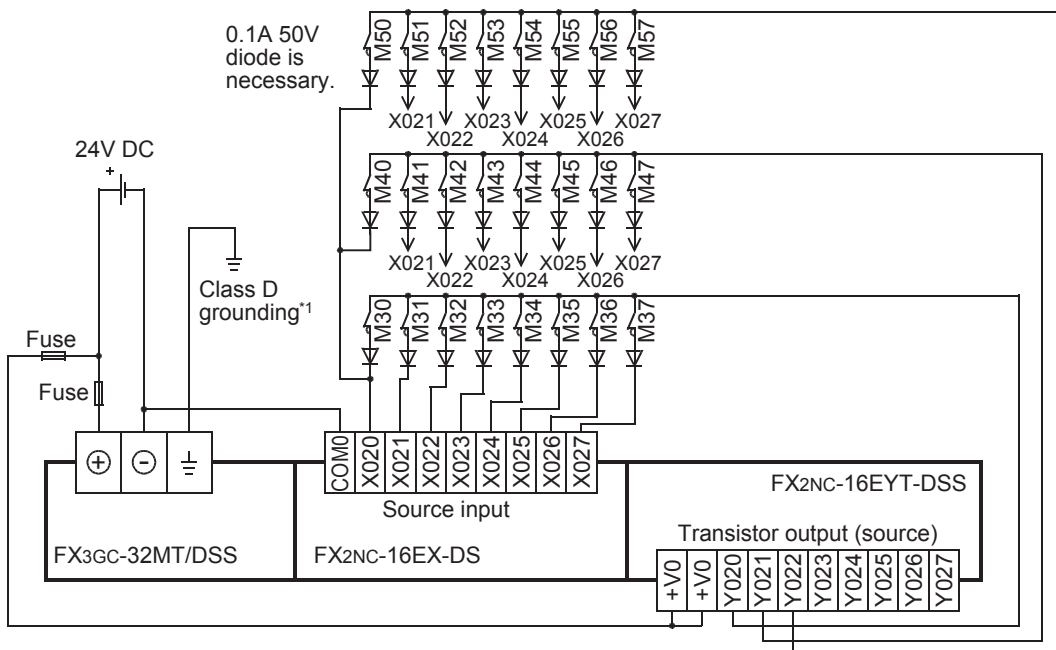 0.1A 50V
diode is
necessary.
M50 M51 M52 M53 M54 M55 M56 M57
X021 X023 X025 X027
X022 X024 X026
24V DC
+
M40 M41 M42 M43 M44 M45 M46 M47
X021 X023 X025 X027
X022 X024 X026
Class D
grounding*1
M30 M31 M32 M33 M34 M35 M36 M37
Fuse
Fuse
+ -
COM0 X020 X021 X022 X023 X024 X025 X026 X027
Source input
FX2NC-16EYT-DSS
Transistor output (source)
FX3GC-32MT/DSS
FX2NC-16EX-DS
+V0 +V0 Y020 Y021 Y022 Y023 Y024 Y025 Y026 Y027